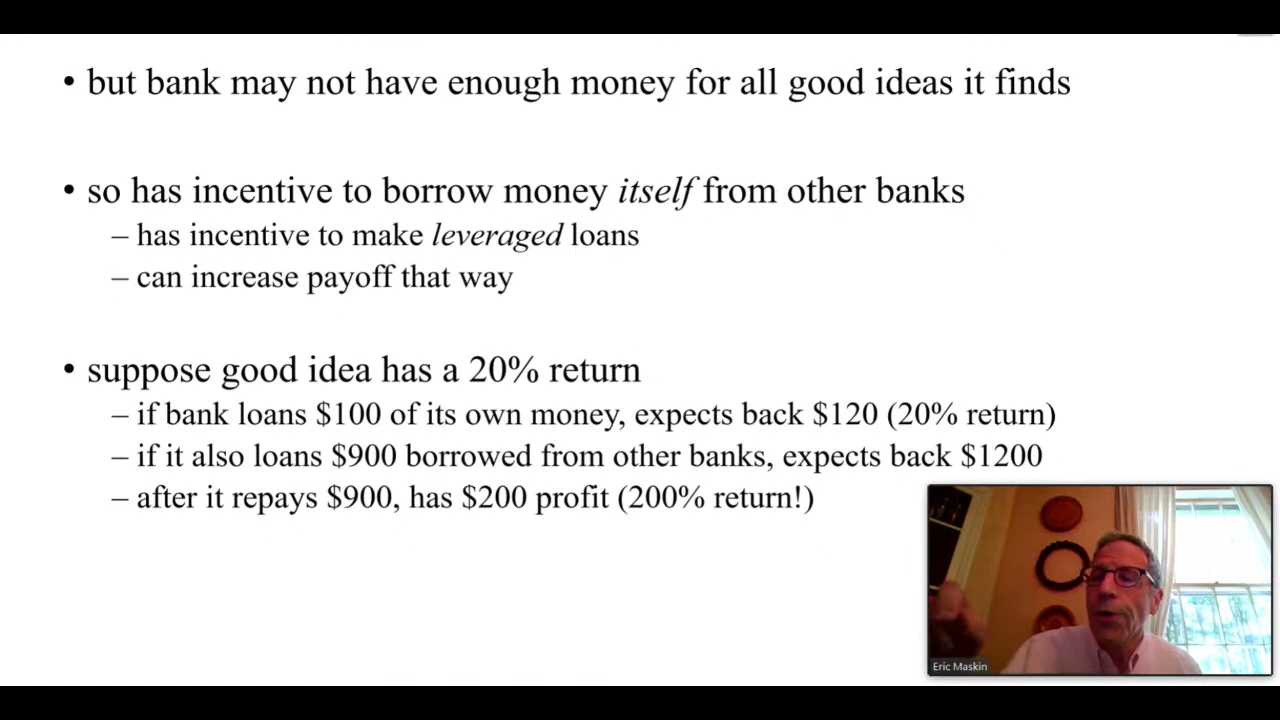 • but bank may not have enough money for all good ideas it finds
• so has incentive to borrow money itself from other banks
– has incentive to make leveraged loans
– can increase payoff that way
• suppose good idea has a 20% return
– if bank loans $100 of its own money, expects back $120 (20% return)
– if it also loans $900 borrowed from other banks, expects back $1200
– after it repays $900, has $200 profit (200% return!)
Eric Maskin